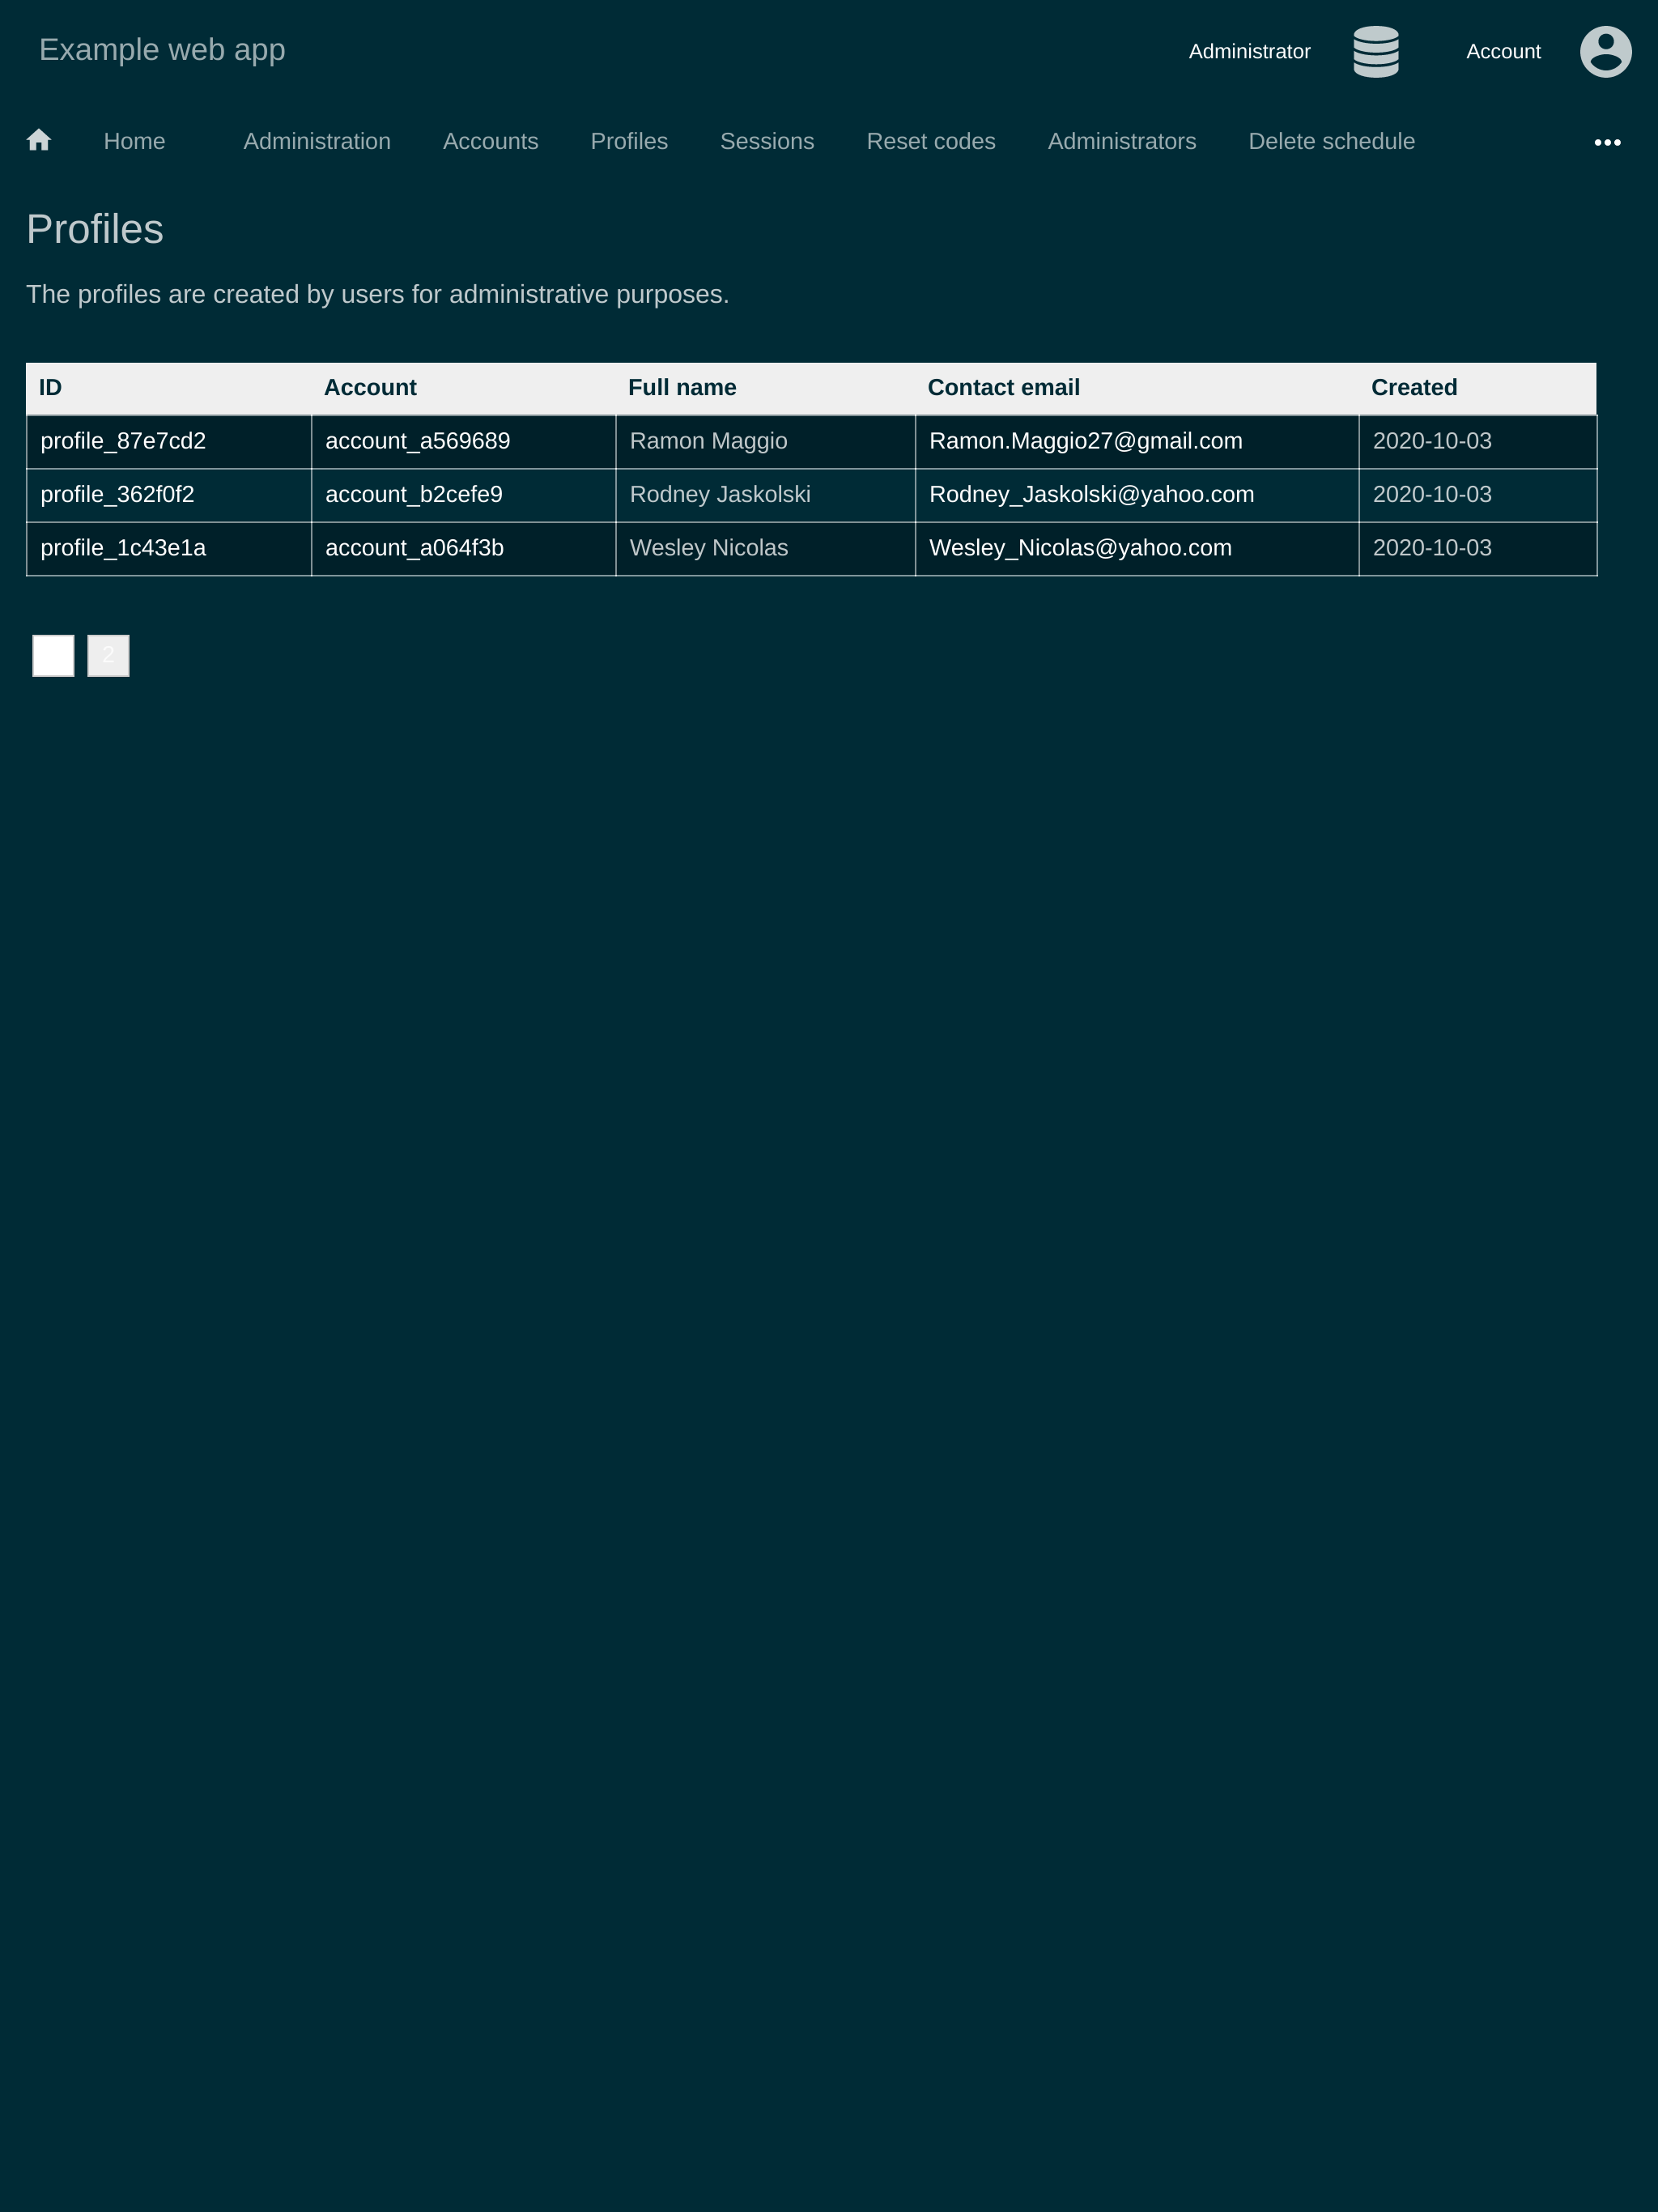 Example web app Administrator Account
Home Administration Accounts Profiles Sessions Reset codes Administrators Delete schedule
Profiles
The profiles are created by users for administrative purposes.
ID Account Full name Contact email Created
profile_87e7cd2 account_a569689 Ramon Maggio Ramon.Maggio27@gmail.com 2020-10-03
profile_362f0f2 account_b2cefe9 Rodney Jaskolski Rodney_Jaskolski@yahoo.com 2020-10-03
profile_1c43e1a account_a064f3b Wesley Nicolas Wesley_Nicolas@yahoo.com 2020-10-03
2